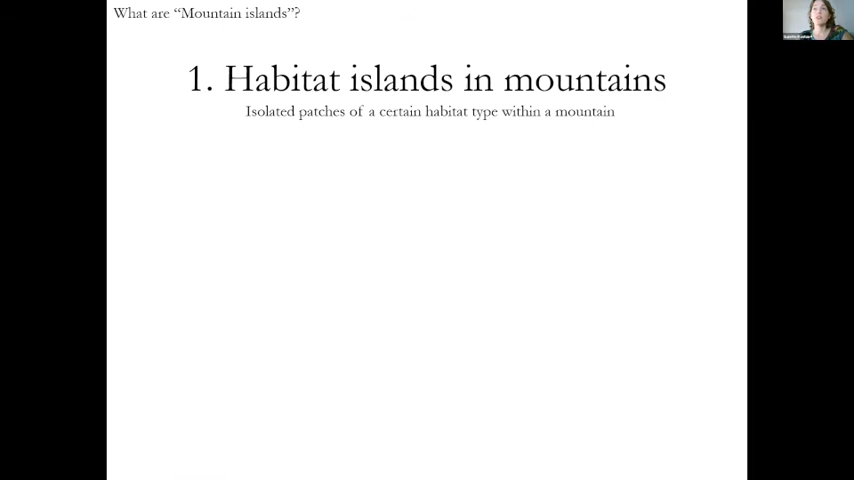 What are “Mountain islands”?
1. Habitat islands in mountains
Isolated patches of a certain habitat type within a mountain